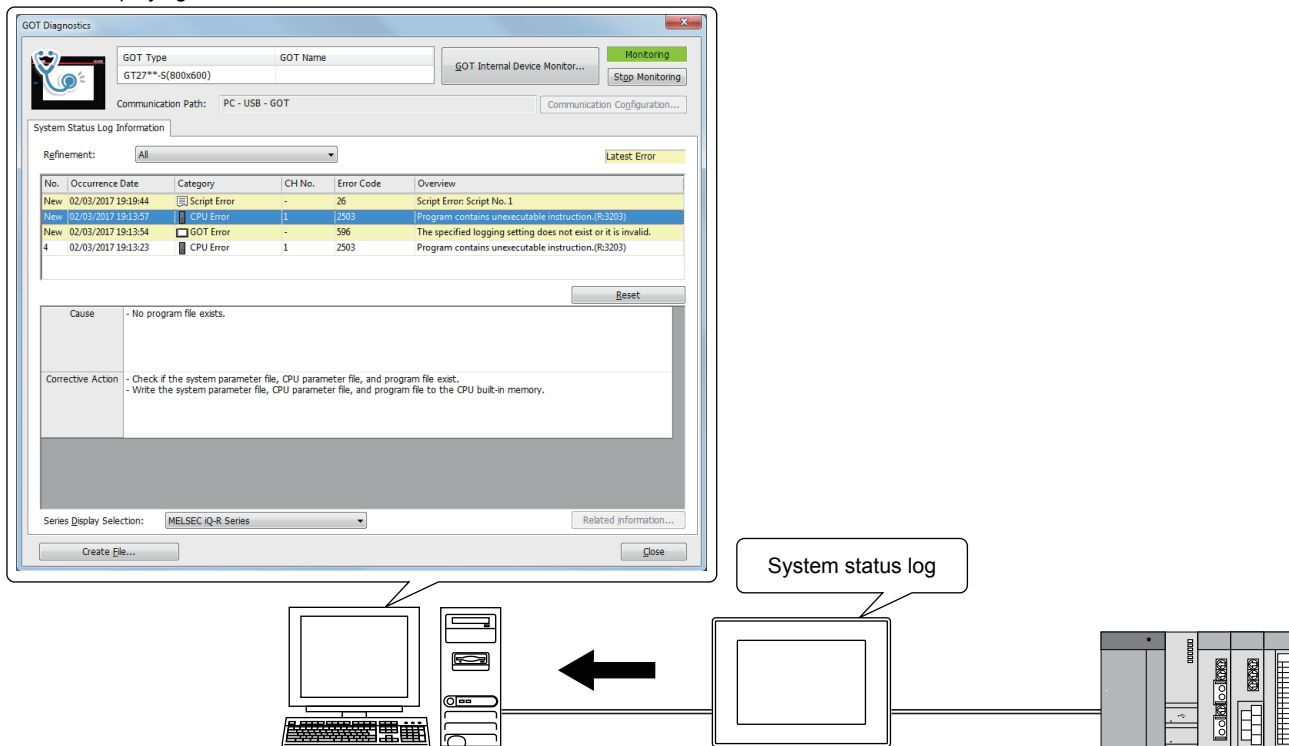 GOT Diagnostics
GOT Type GOT Name
GT27**-S(800x600)
GOT Internal Device Monitor...
Monitoring
Stop Monitoring
Communication Path: PC - USB - GOT
Communication Configuration...
System Status Log Information
Refinement: All
Latest Error
No. Occurrence Date Category CH No. Error Code Overview
New 02/03/2017 19:19:44 Script Error - 26 Script Error: Script No. 1
New 02/03/2017 19:13:57 CPU Error 1 2503 Program contains unexecutable instruction.(R:3203)
New 02/03/2017 19:13:54 GOT Error - 596 The specified logging setting does not exist or it is invalid.
4 02/03/2017 19:13:23 CPU Error 1 2503 Program contains unexecutable instruction.(R:3203)
Reset
Cause - No program file exists.
Corrective Action - Check if the system parameter file, CPU parameter file, and program file exist.
- Write the system parameter file, CPU parameter file, and program file to the CPU built-in memory.
Series Display Selection: MELSEC iQ-R Series
Related information...
Create File...
Close
System status log